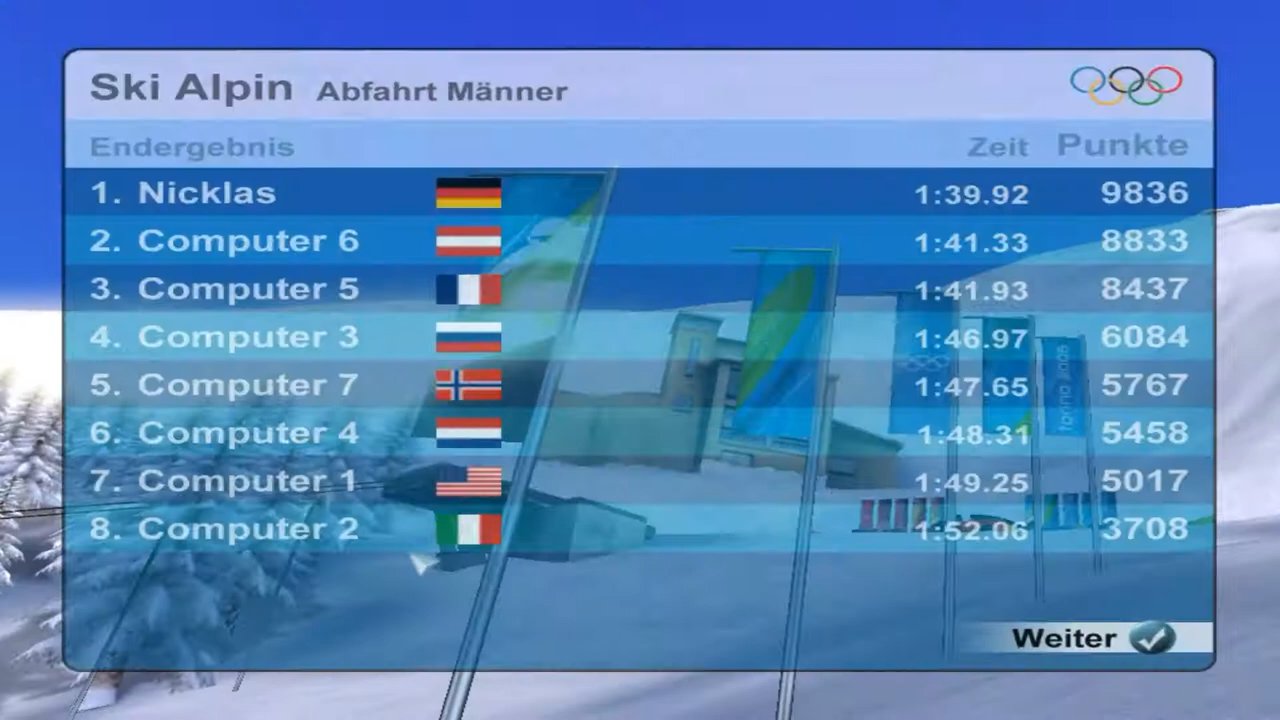 Ski Alpin Abfahrt Männer
Endergebnis Zeit Punkte
1. Nicklas 1:39.92 9836
2. Computer 6 1:41.33 8833
3. Computer 5 1:41.93 8437
4. Computer 3 1:46.97 6084
5. Computer 7 1:47.65 5767
6. Computer 4 1:48.31 5458
7. Computer 1 1:49.25 5017
8. Computer 2 1:52.06 3708
torino 2006
Weiter